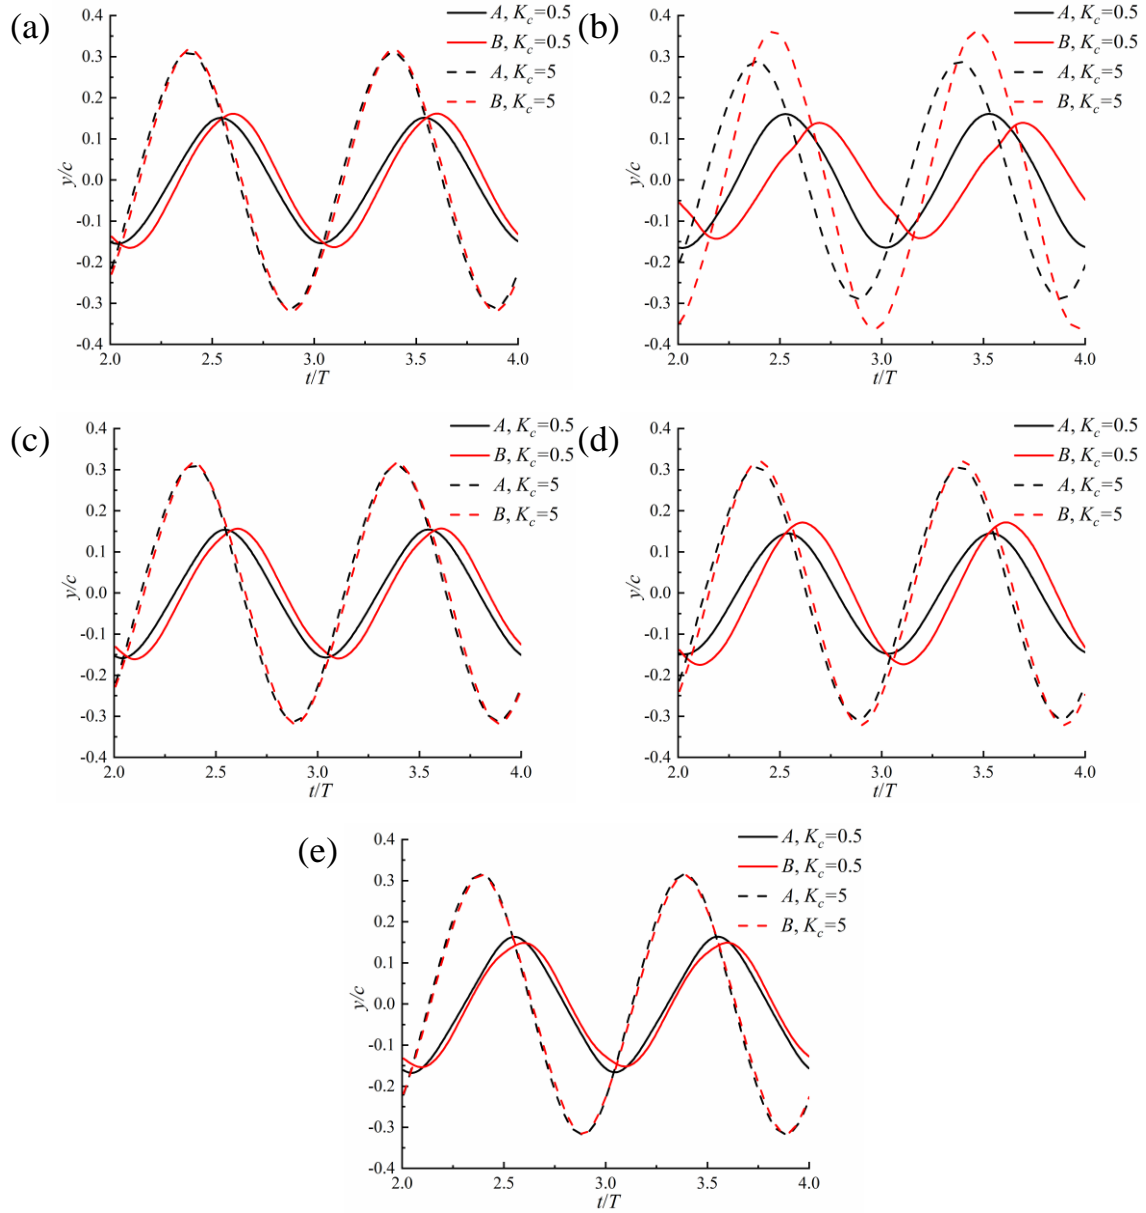 (a)
0.4
0.3
0.2
0.1
0.0
-0.1
-0.2
-0.3
-0.4
y/c
2.0 2.5 3.0 3.5 4.0
t/T
A, Kc=0.5
B, Kc=0.5
A, Kc=5
B, Kc=5
(b)
0.4
0.3
0.2
0.1
0.0
-0.1
-0.2
-0.3
-0.4
y/c
2.0 2.5 3.0 3.5 4.0
t/T
A, Kc=0.5
B, Kc=0.5
A, Kc=5
B, Kc=5
(c)
0.4
0.3
0.2
0.1
0.0
-0.1
-0.2
-0.3
-0.4
y/c
2.0 2.5 3.0 3.5 4.0
t/T
A, Kc=0.5
B, Kc=0.5
A, Kc=5
B, Kc=5
(d)
0.4
0.3
0.2
0.1
0.0
-0.1
-0.2
-0.3
-0.4
y/c
2.0 2.5 3.0 3.5 4.0
t/T
A, Kc=0.5
B, Kc=0.5
A, Kc=5
B, Kc=5
(e)
0.4
0.3
0.2
0.1
0.0
-0.1
-0.2
-0.3
-0.4
y/c
2.0 2.5 3.0 3.5 4.0
t/T
A, Kc=0.5
B, Kc=0.5
A, Kc=5
B, Kc=5